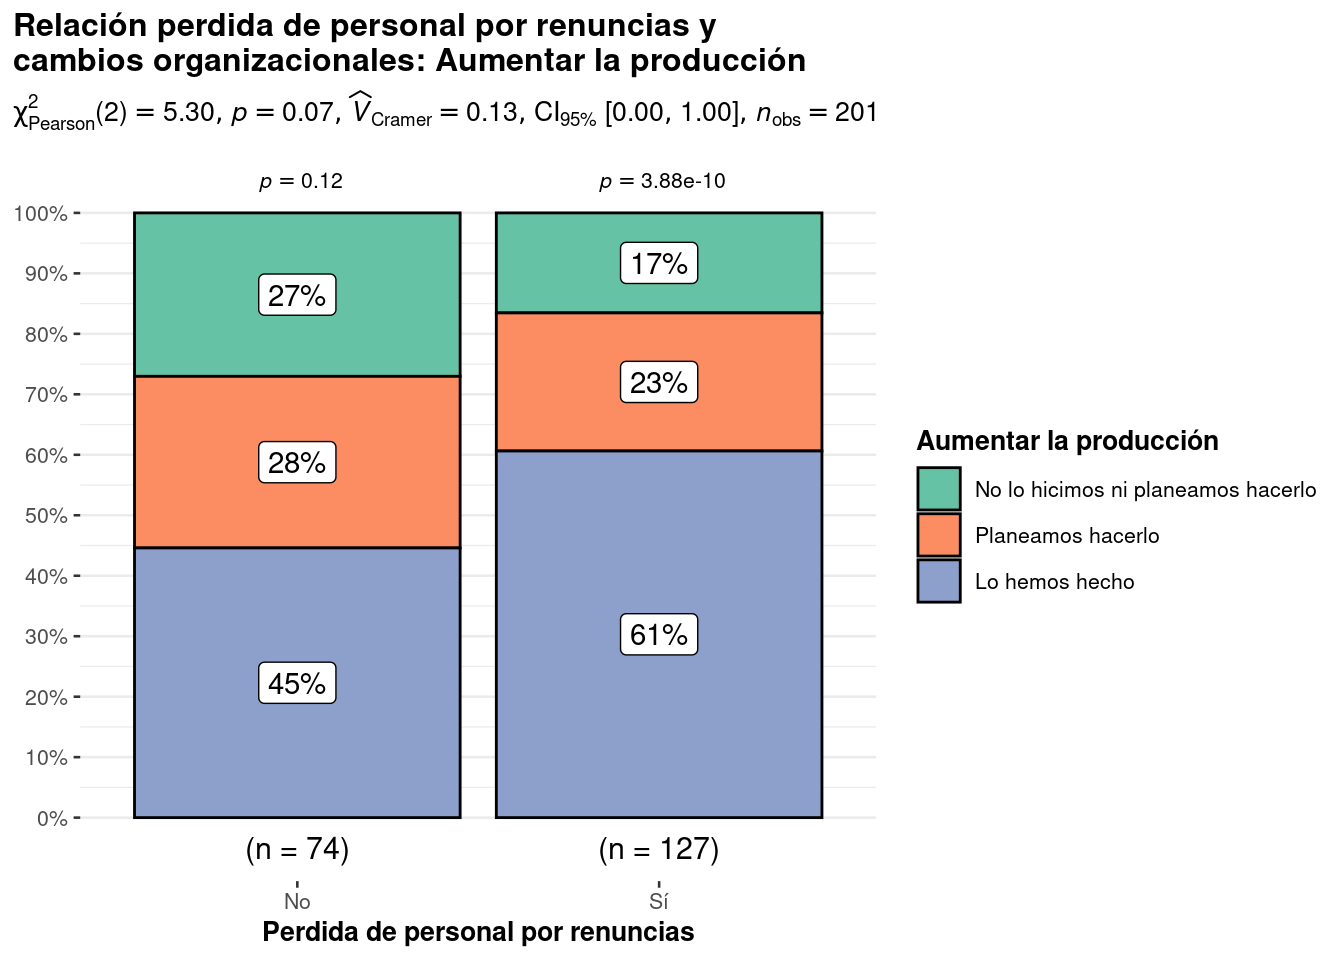 Relación perdida de personal por renuncias y
cambios organizacionales: Aumentar la producción
χ²Pearson(2) = 5.30, p = 0.07, V̂Cramer = 0.13, CI95% [0.00, 1.00], nobs = 201
p = 0.12
p = 3.88e-10
100%
90%
80%
70%
60%
50%
40%
30%
20%
10%
0%
27%
28%
45%
17%
23%
61%
(n = 74)
(n = 127)
No
Sí
Perdida de personal por renuncias
Aumentar la producción
No lo hicimos ni planeamos hacerlo
Planeamos hacerlo
Lo hemos hecho